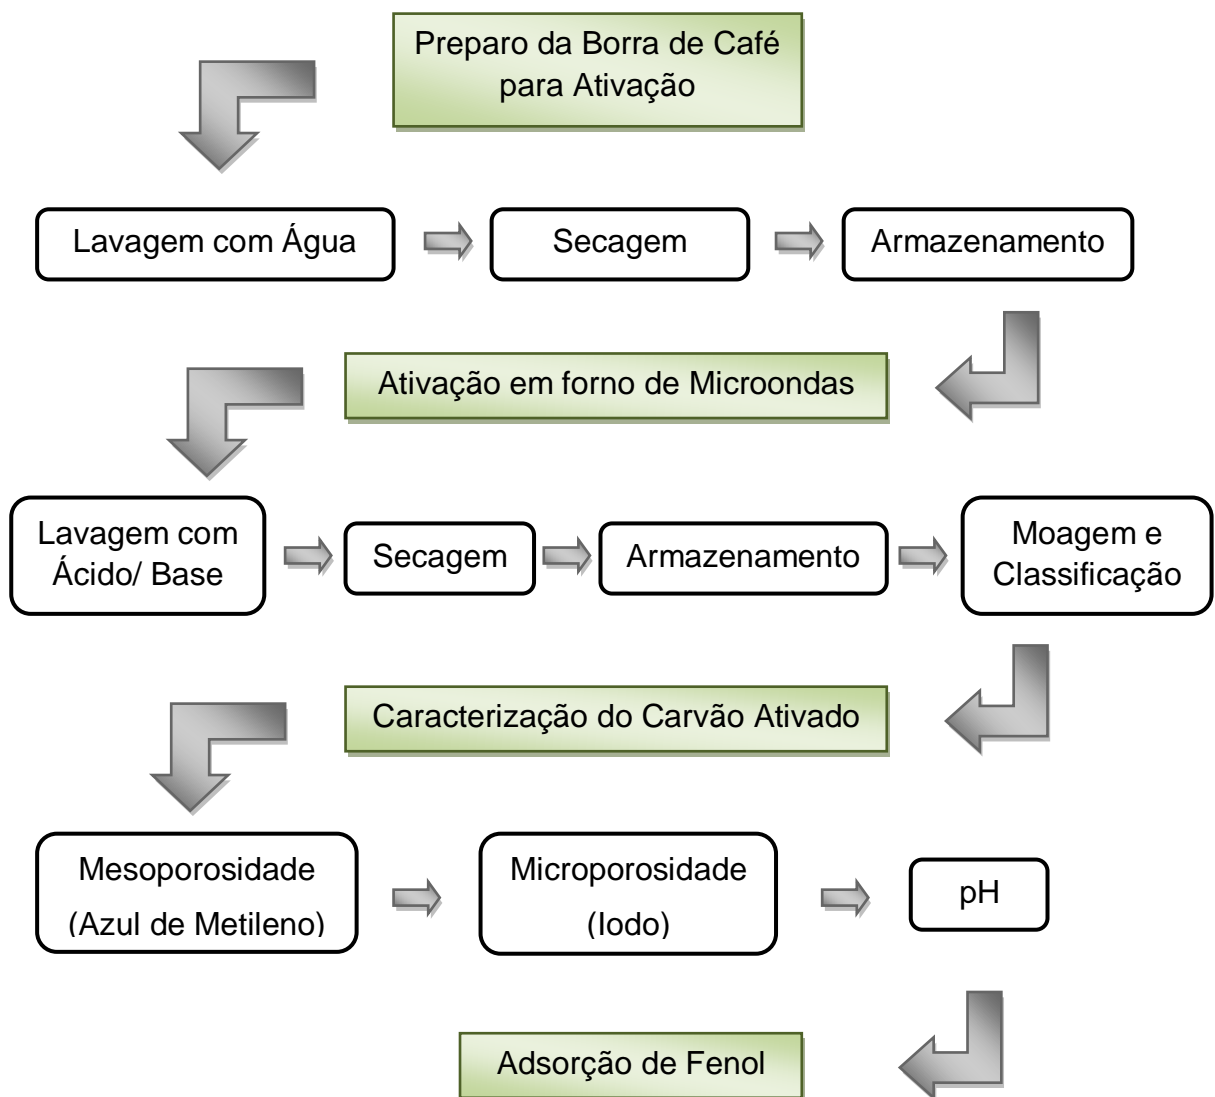 Preparo da Borra de Café
para Ativação
Lavagem com Água
Secagem
Armazenamento
Ativação em forno de Microondas
Lavagem com
Ácido/ Base
Secagem
Armazenamento
Moagem e
Classificação
Caracterização do Carvão Ativado
Mesoporosidade
(Azul de Metileno)
Microporosidade
(Iodo)
pH
Adsorção de Fenol